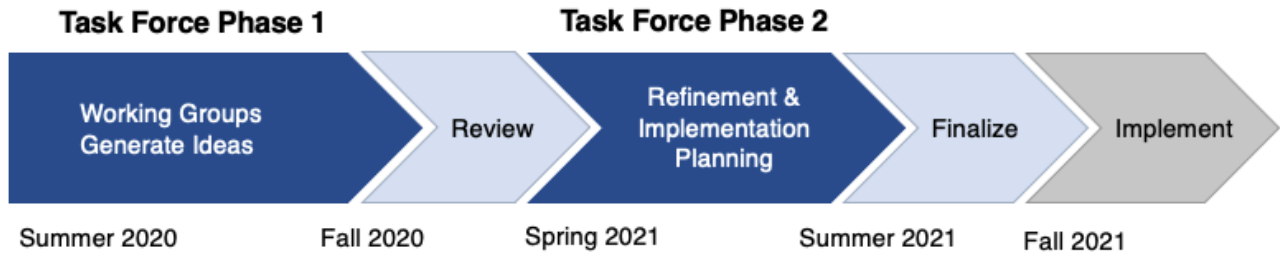 Task Force Phase 1
Task Force Phase 2
Working Groups
Generate Ideas
Review
Refinement &
Implementation
Planning
Finalize
Implement
Summer 2020
Fall 2020
Spring 2021
Summer 2021
Fall 2021